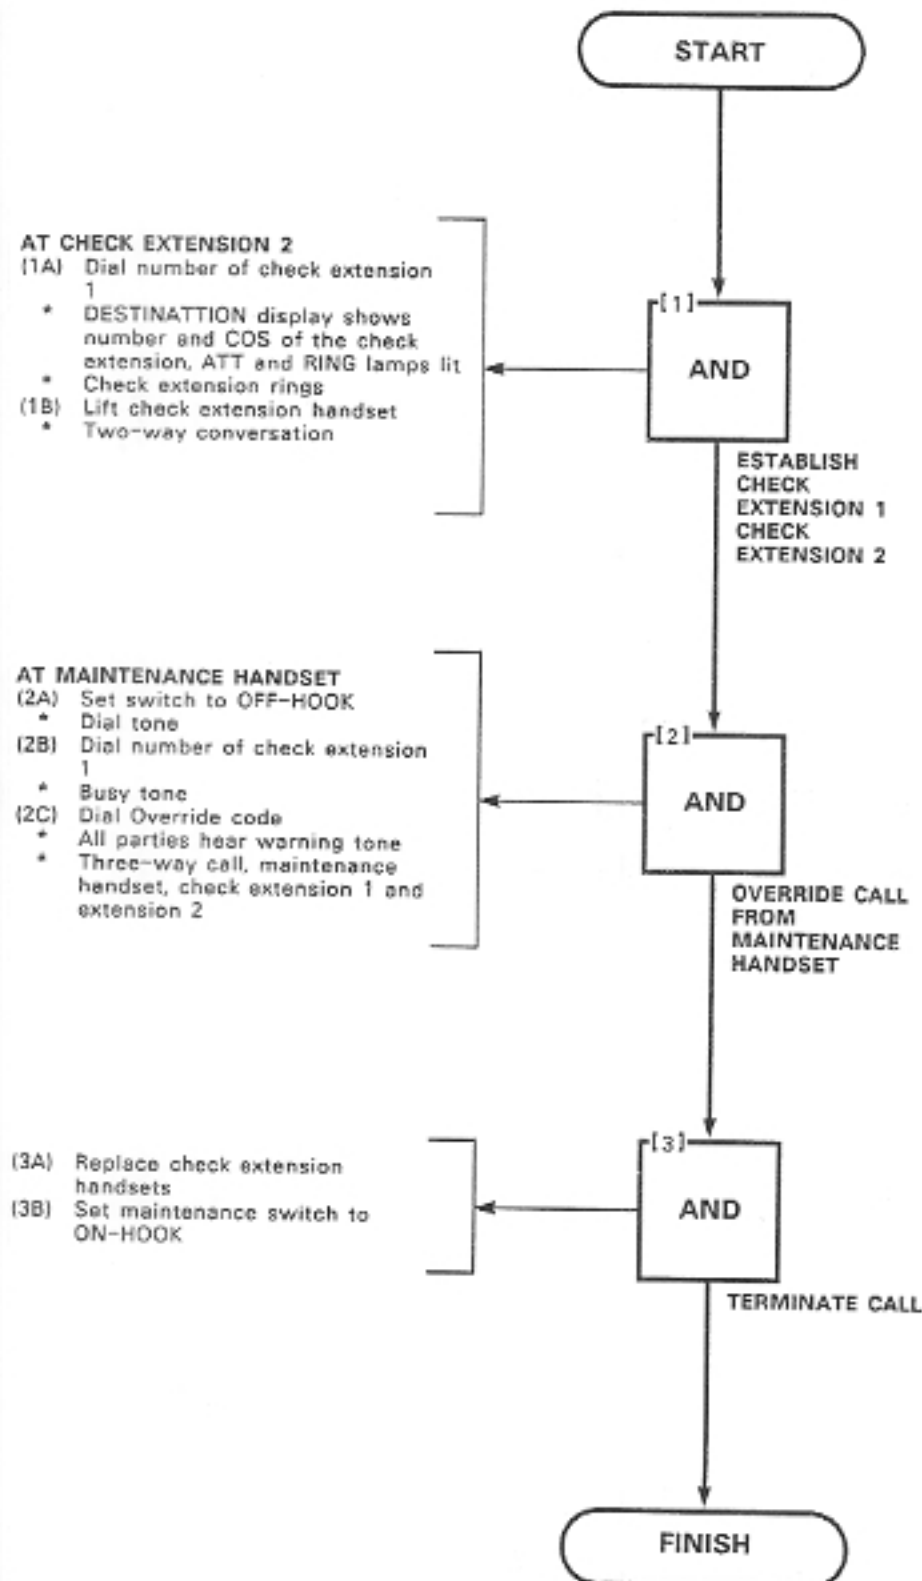 START
AT CHECK EXTENSION 2
(1A) Dial number of check extension
1
* DESTINATTION display shows
number and COS of the check
extension, ATT and RING lamps lit
* Check extension rings
(1B) Lift check extension handset
* Two-way conversation
[1]
AND
ESTABLISH
CHECK
EXTENSION 1
CHECK
EXTENSION 2
AT MAINTENANCE HANDSET
(2A) Set switch to OFF-HOOK
* Dial tone
(2B) Dial number of check extension
1
* Busy tone
(2C) Dial Override code
* All parties hear warning tone
* Three-way call, maintenance
handset, check extension 1 and
extension 2
[2]
AND
OVERRIDE CALL
FROM
MAINTENANCE
HANDSET
(3A) Replace check extension
handsets
(3B) Set maintenance switch to
ON-HOOK
[3]
AND
TERMINATE CALL
FINISH